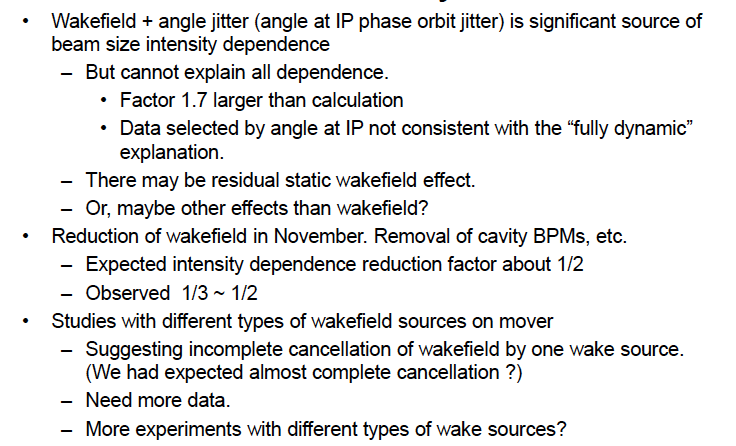 • Wakefield + angle jitter (angle at IP phase orbit jitter) is significant source of
beam size intensity dependence
– But cannot explain all dependence.
• Factor 1.7 larger than calculation
• Data selected by angle at IP not consistent with the “fully dynamic”
explanation.
– There may be residual static wakefield effect.
– Or, maybe other effects than wakefield?
• Reduction of wakefield in November. Removal of cavity BPMs, etc.
– Expected intensity dependence reduction factor about 1/2
– Observed 1/3 ~ 1/2
• Studies with different types of wakefield sources on mover
– Suggesting incomplete cancellation of wakefield by one wake source.
(We had expected almost complete cancellation ?)
– Need more data.
– More experiments with different types of wake sources?